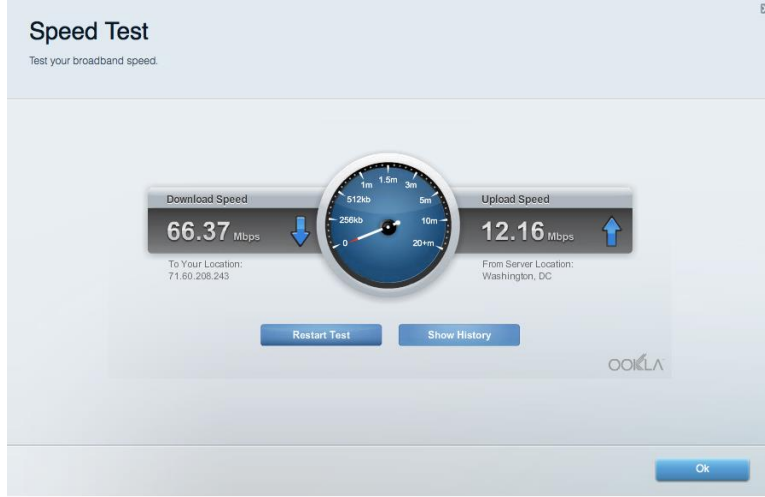 Speed Test
Test your broadband speed.
Download Speed
66.37 Mbps
To Your Location:
71.60.208.243
0
256kb
512kb
1m
1.5m
3m
5m
10m
20+m
Upload Speed
12.16 Mbps
From Server Location:
Washington, DC
Restart Test
Show History
OOKLA
Ok